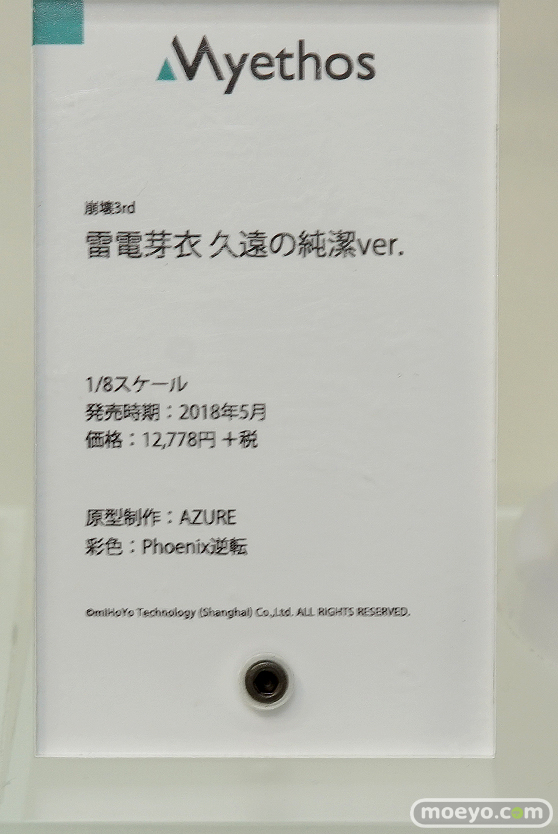 Myethos
崩壊3rd
雷電芽衣 久遠の純潔ver.
1/8スケール
発売時期：2018年5月
価格：12,778円＋税
原型制作：AZURE
彩色：Phoenix逆転
©miHoYo Technology (Shanghai) Co.,Ltd. ALL RIGHTS RESERVED.
moeyo.com